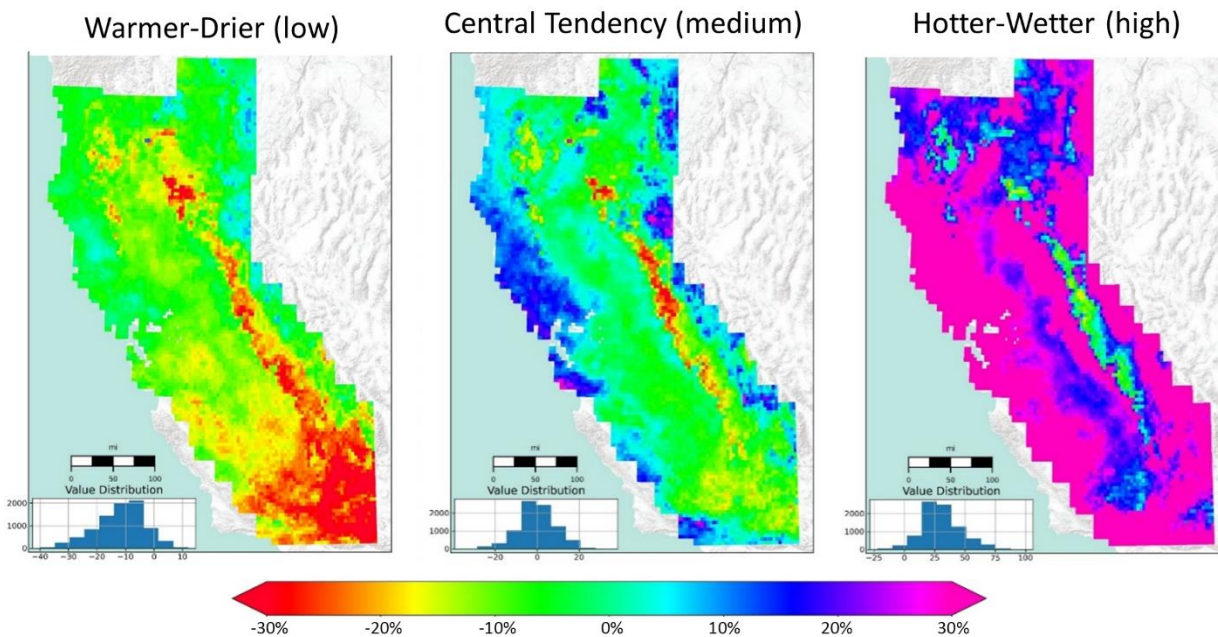 Warmer-Drier (low)
Central Tendency (medium)
Hotter-Wetter (high)
mi
0 50 100
Value Distribution
2000
1000
0
−40 −30 −20 −10 0 10
mi
0 50 100
Value Distribution
2000
0
−20 0 20
mi
0 50 100
Value Distribution
2000
0
−25 0 25 50 75 100
-30% -20% -10% 0% 10% 20% 30%